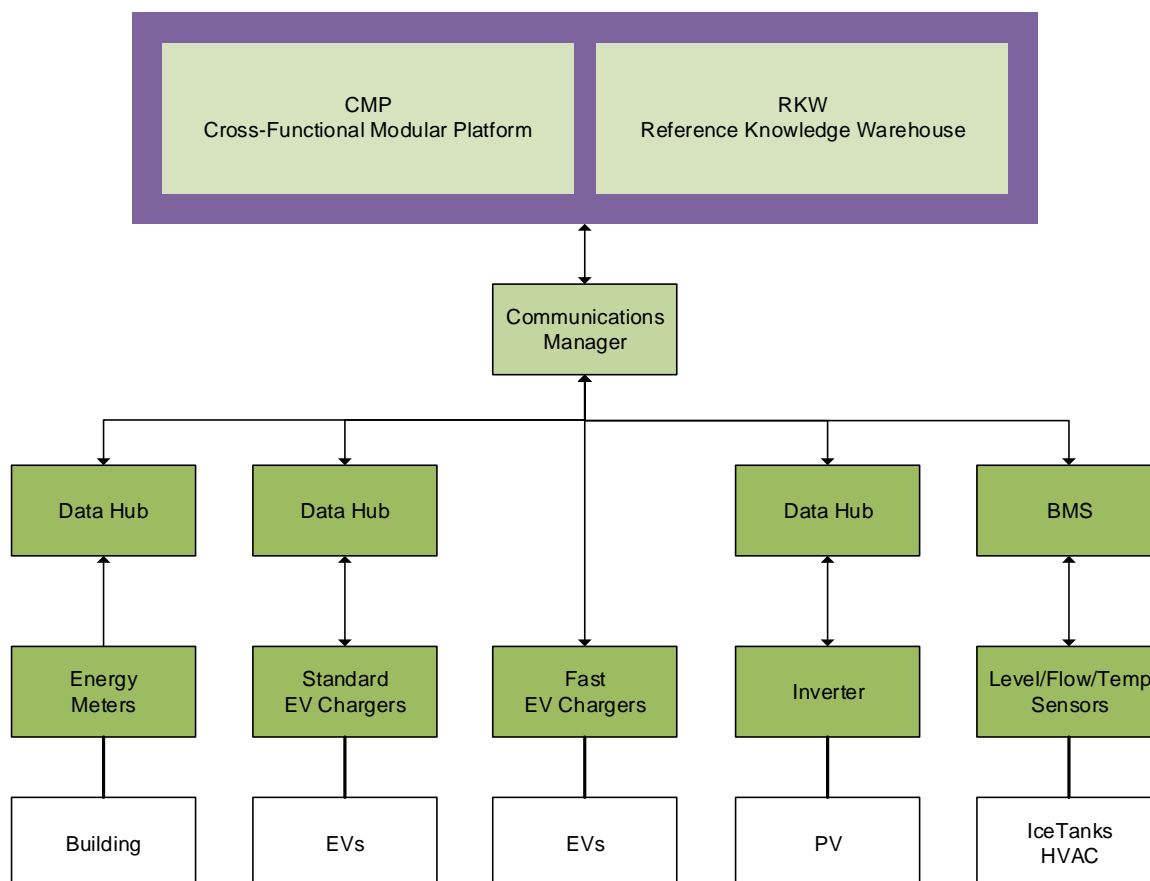 CMP
Cross-Functional Modular Platform
RKW
Reference Knowledge Warehouse
Communications
Manager
Data Hub
Data Hub
Data Hub
BMS
Energy
Meters
Standard
EV Chargers
Fast
EV Chargers
Inverter
Level/Flow/Temp
Sensors
Building
EVs
EVs
PV
IceTanks
HVAC